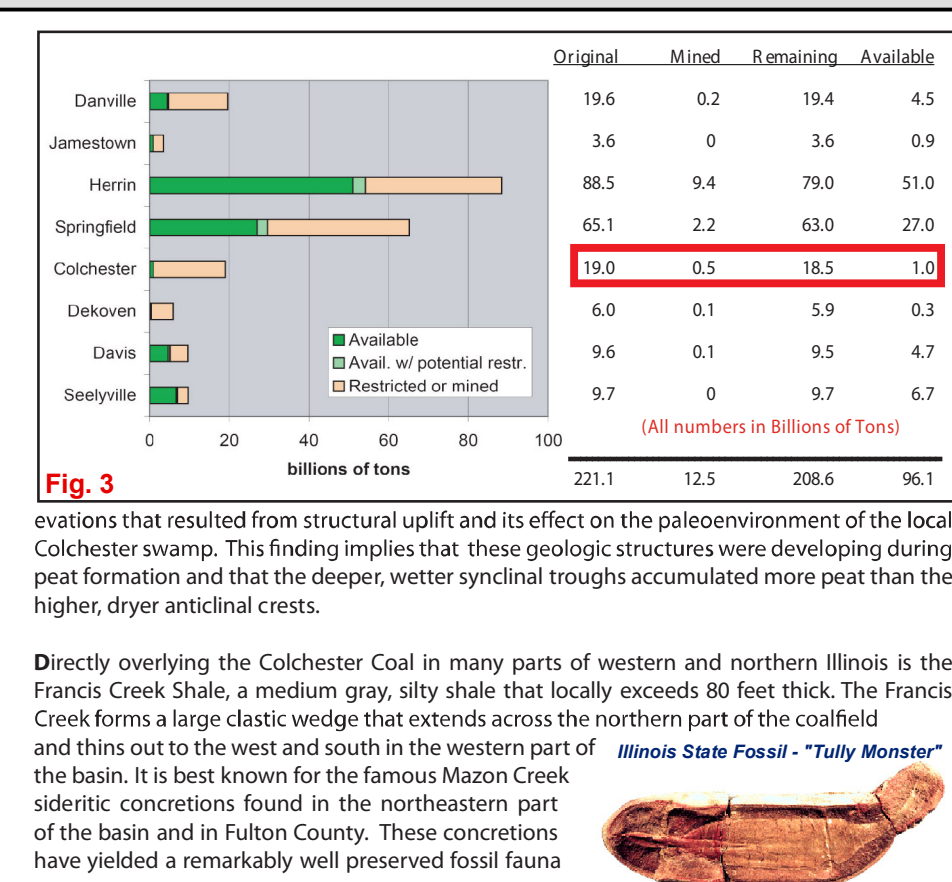 Original Mined Remaining Available
Danville 19.6 0.2 19.4 4.5
Jamestown 3.6 0 3.6 0.9
Herrin 88.5 9.4 79.0 51.0
Springfield 65.1 2.2 63.0 27.0
Colchester 19.0 0.5 18.5 1.0
Dekoven 6.0 0.1 5.9 0.3
Davis 9.6 0.1 9.5 4.7
Seelyville 9.7 0 9.7 6.7
Available
Avail. w/ potential restr.
Restricted or mined
(All numbers in Billions of Tons)
0 20 40 60 80 100
billions of tons
221.1 12.5 208.6 96.1
Fig. 3
evations that resulted from structural uplift and its effect on the paleoenvironment of the local
Colchester swamp. This finding implies that these geologic structures were developing during
peat formation and that the deeper, wetter synclinal troughs accumulated more peat than the
higher, dryer anticlinal crests.
Directly overlying the Colchester Coal in many parts of western and northern Illinois is the
Francis Creek Shale, a medium gray, silty shale that locally exceeds 80 feet thick. The Francis
Creek forms a large clastic wedge that extends across the northern part of the coalfield
and thins out to the west and south in the western part of
the basin. It is best known for the famous Mazon Creek
sideritic concretions found in the northeastern part
of the basin and in Fulton County. These concretions
have yielded a remarkably well preserved fossil fauna
Illinois State Fossil - "Tully Monster"